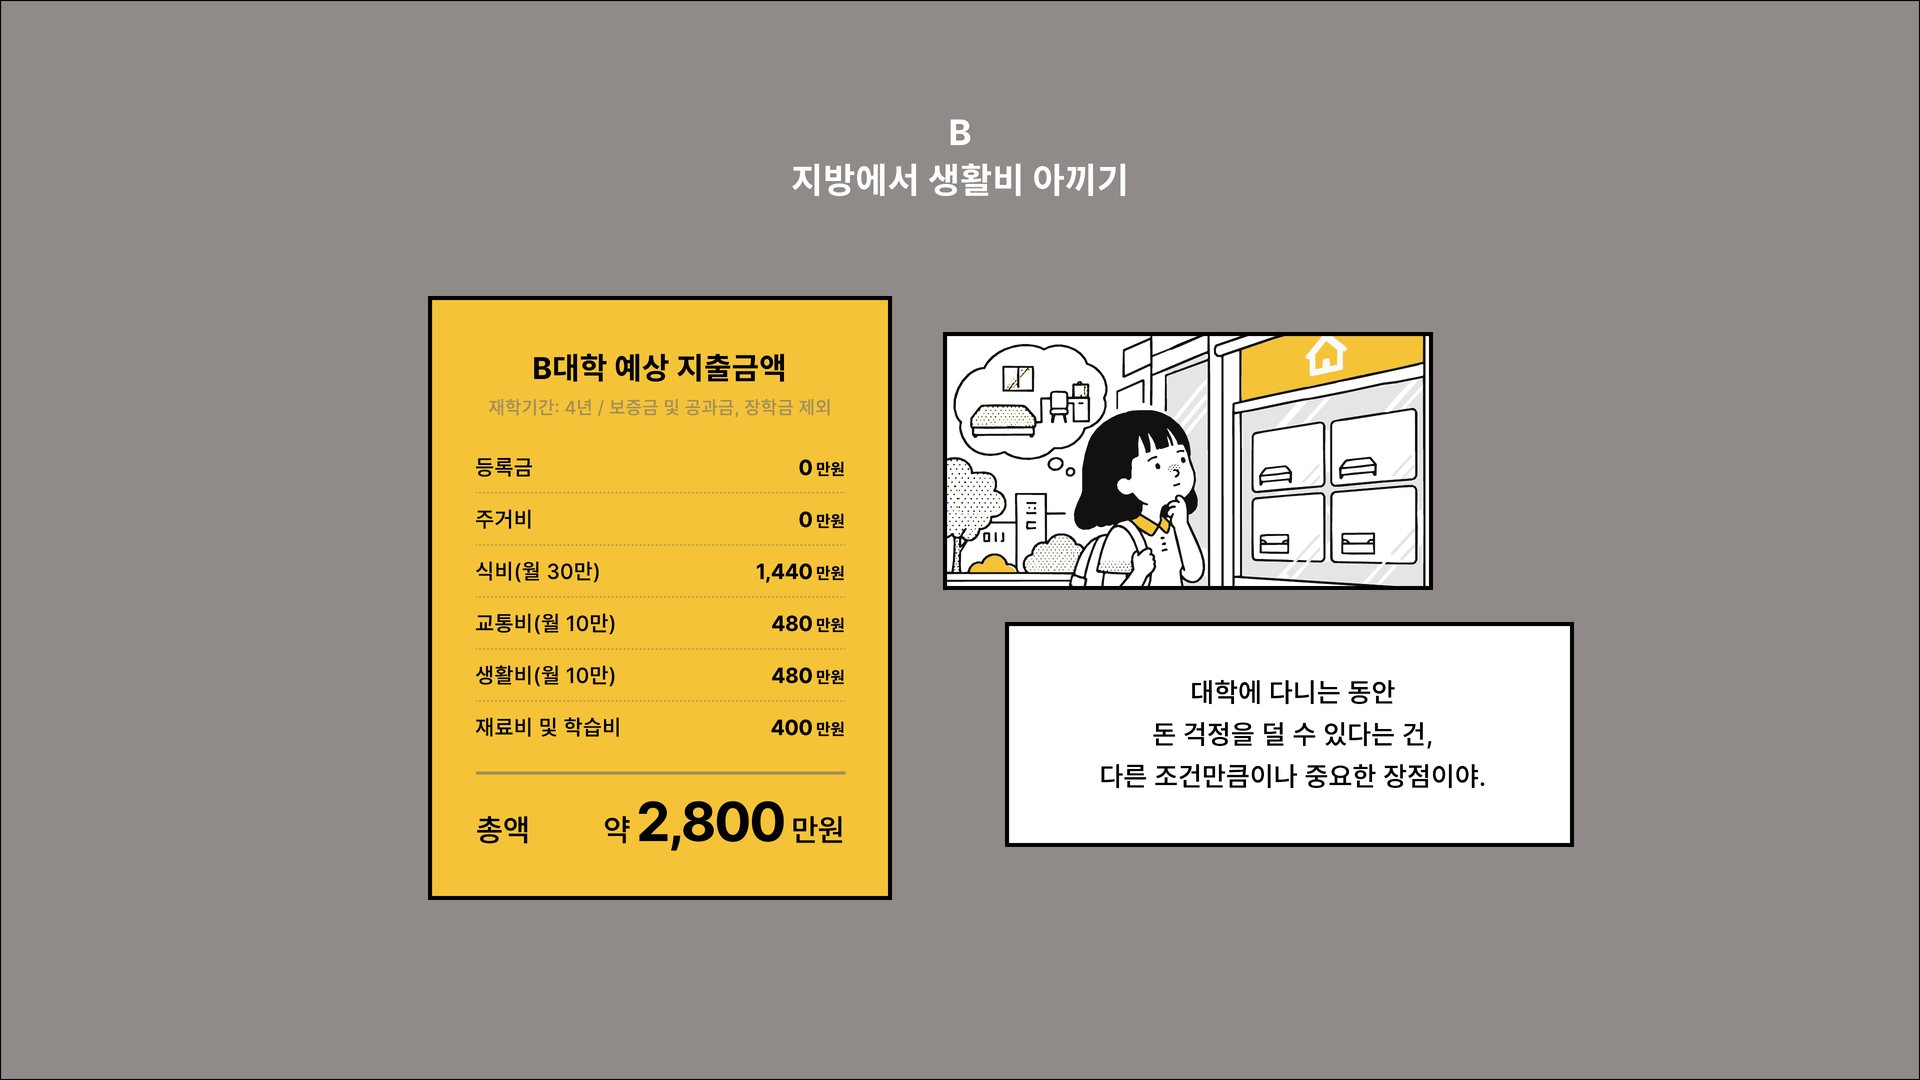 B
지방에서 생활비 아끼기
B대학 예상 지출금액
재학기간: 4년 / 보증금 및 공과금, 장학금 제외
등록금 0 만원
주거비 0 만원
식비(월 30만) 1,440 만원
교통비(월 10만) 480 만원
생활비(월 10만) 480 만원
재료비 및 학습비 400 만원
총액 약 2,800 만원
대학에 다니는 동안
돈 걱정을 덜 수 있다는 건,
다른 조건만큼이나 중요한 장점이야.